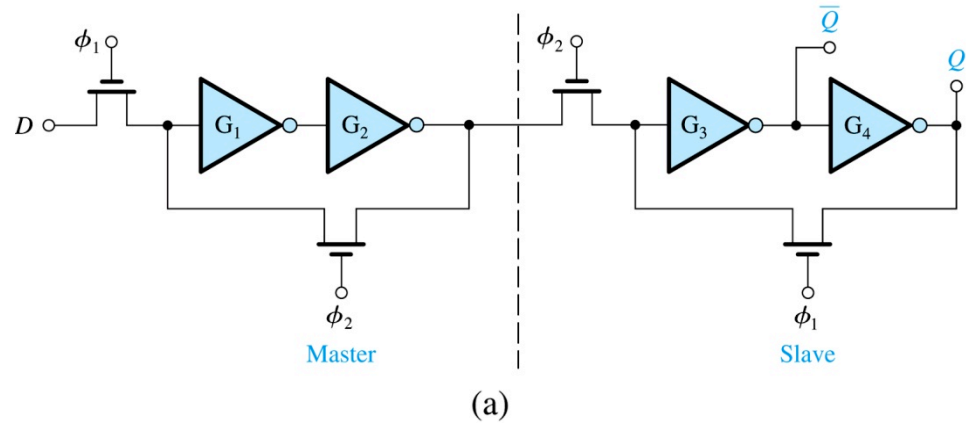 ϕ₁
D
G₁
G₂
ϕ₂
Master
ϕ₂
G₃
G₄
Q̅
Q
ϕ₁
Slave
(a)